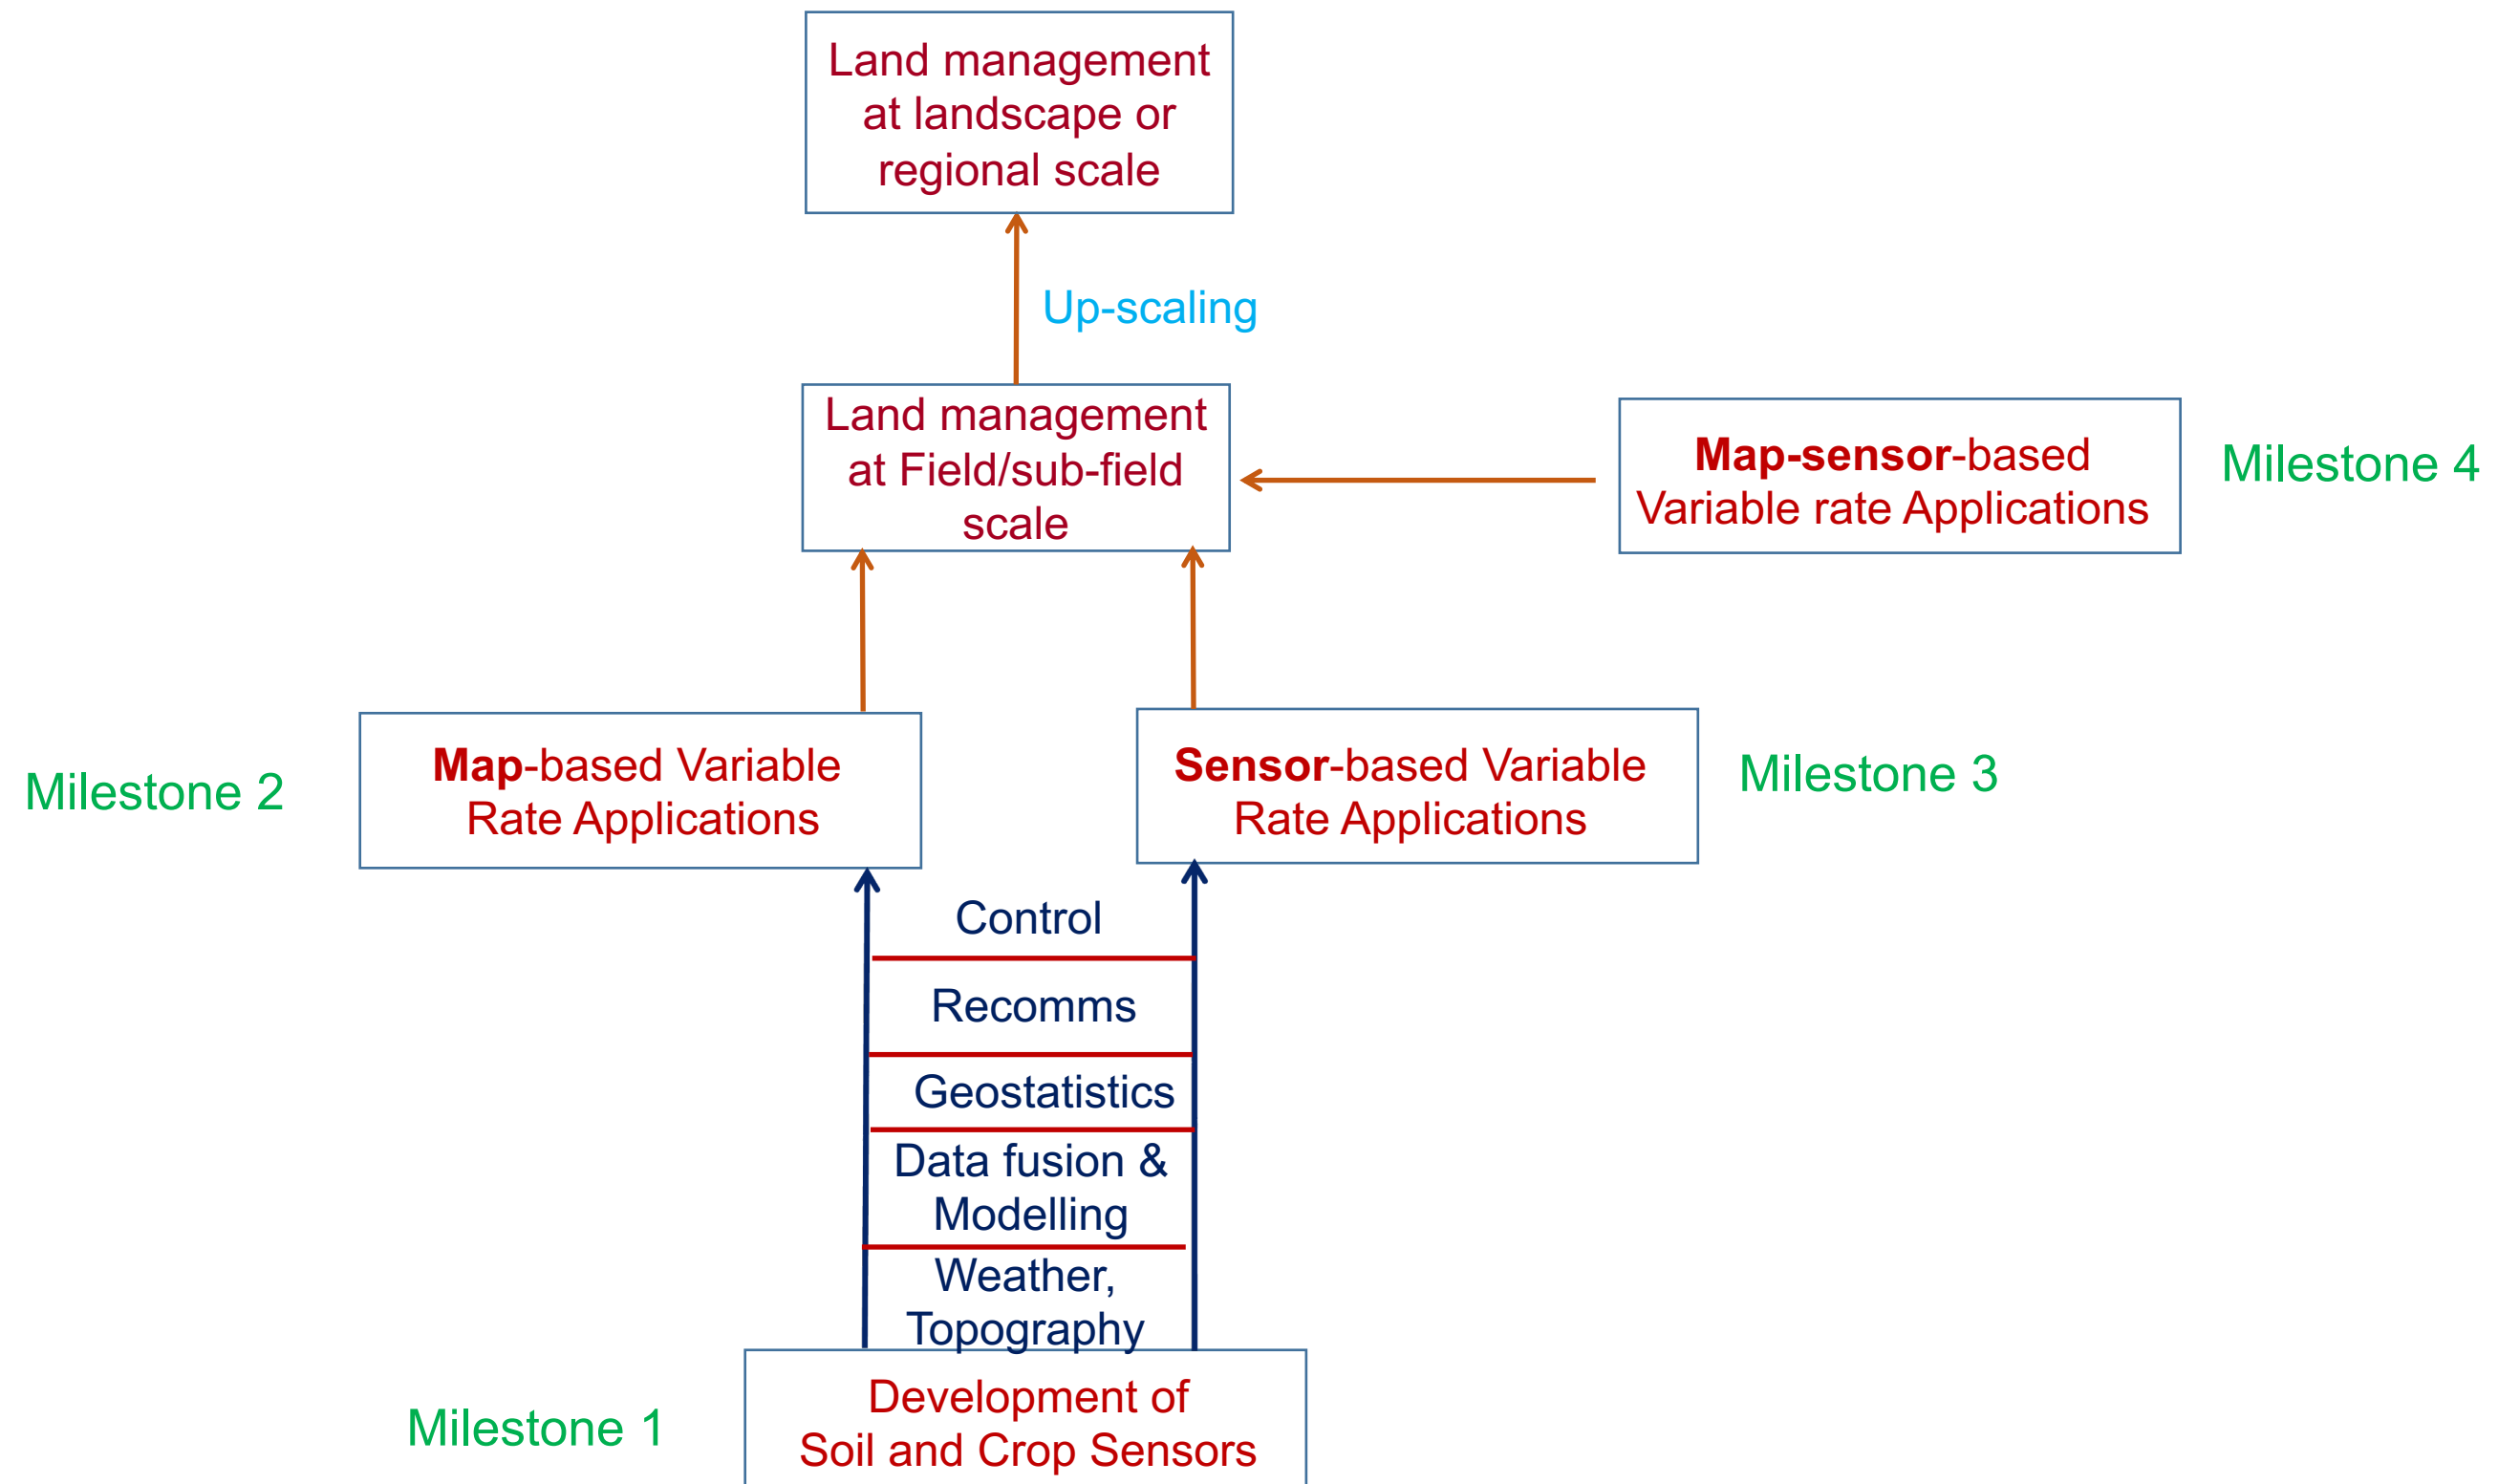 Land management
at landscape or
regional scale
Up-scaling
Land management
at Field/sub-field
scale
Map-sensor-based
Variable rate Applications
Milestone 4
Milestone 2
Map-based Variable
Rate Applications
Sensor-based Variable
Rate Applications
Milestone 3
Control
Recomms
Geostatistics
Data fusion &
Modelling
Weather,
Topography
Milestone 1
Development of
Soil and Crop Sensors